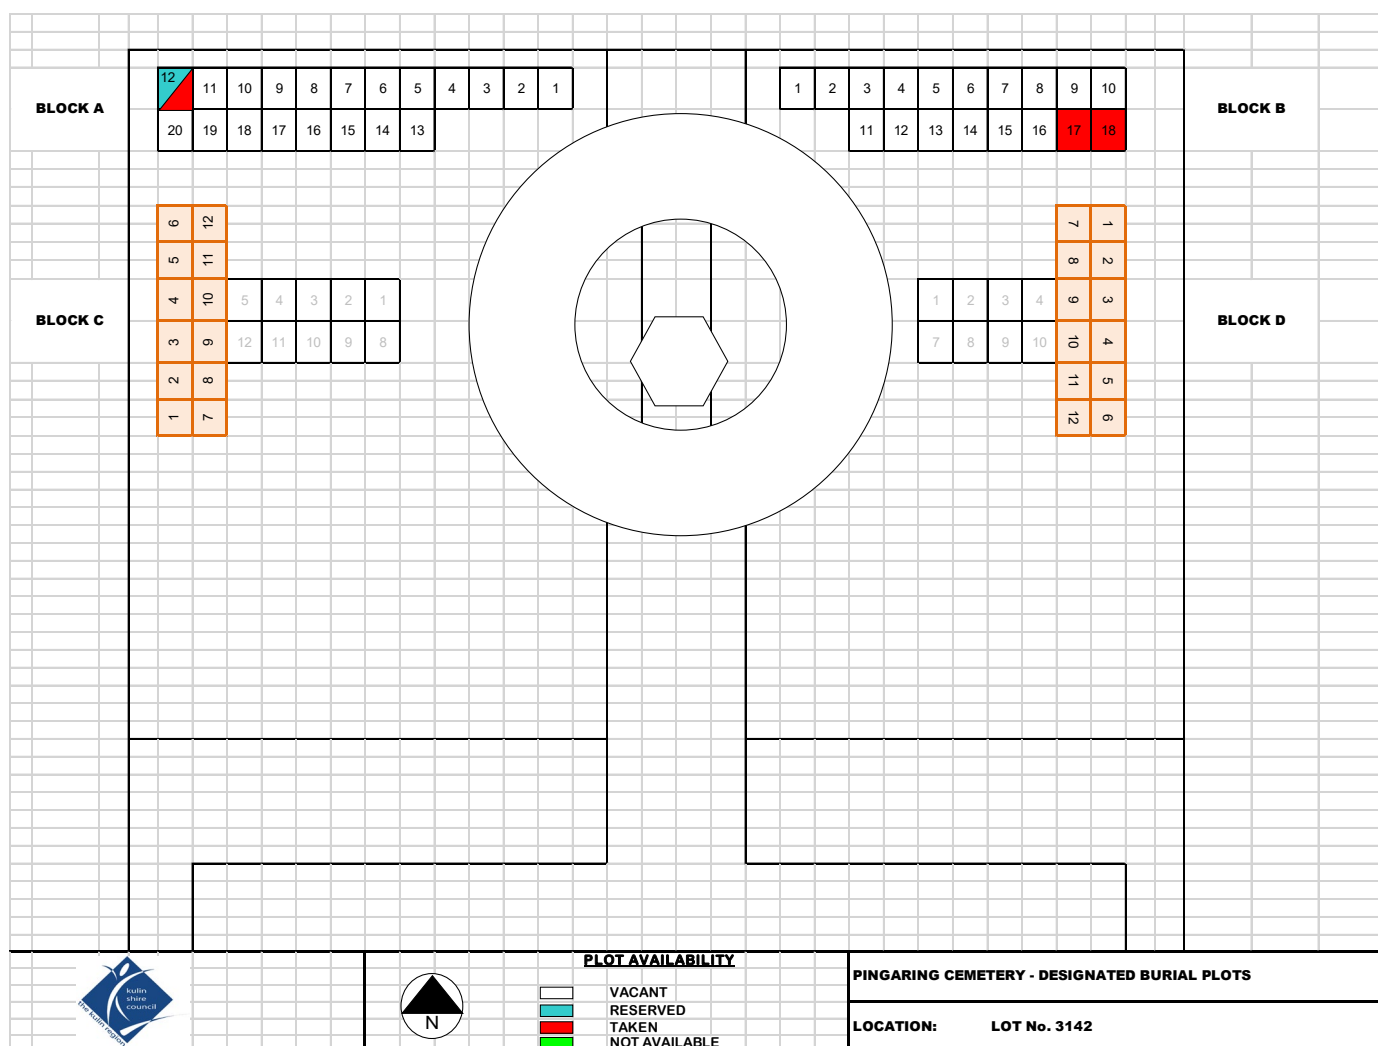 12 11 10 9 8 7 6 5 4 3 2 1 1 2 3 4 5 6 7 8 9 10
BLOCK A BLOCK B
20 19 18 17 16 15 14 13 11 12 13 14 15 16 17 18
6 12 7 1
5 11 8 2
4 10 5 4 3 2 1 1 2 3 4 9 3
BLOCK C BLOCK D
3 9 12 11 10 9 8 7 8 9 10 10 4
2 8 11 5
1 7 12 6
PLOT AVAILABILITY
VACANT
RESERVED
TAKEN
NOT AVAILABLE
N
kulin
shire
council
the kulin region
PINGARING CEMETERY - DESIGNATED BURIAL PLOTS
LOCATION: LOT No. 3142